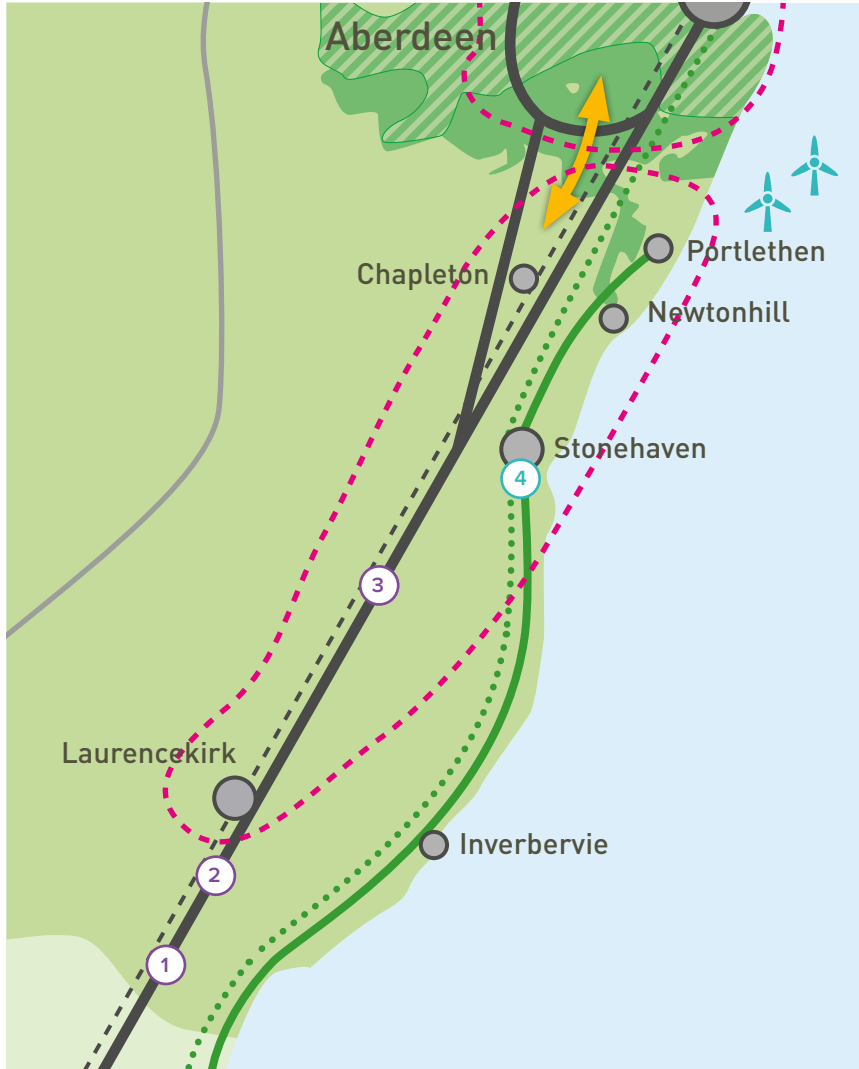 Aberdeen
Portlethen
Chapleton
Newtonhill
Stonehaven
4
3
Laurencekirk
Inverbervie
2
1